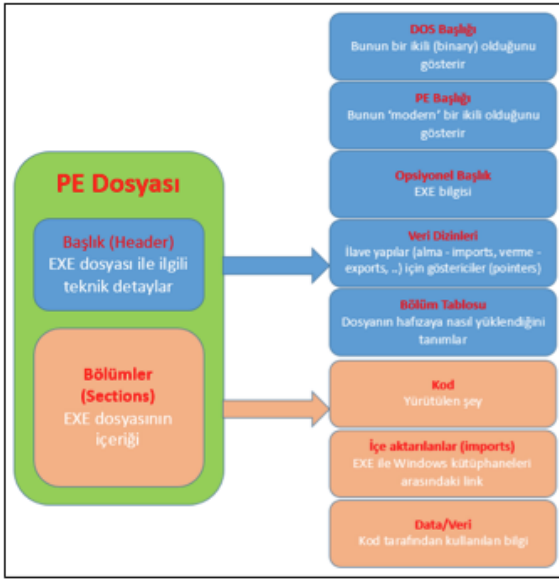 PE Dosyası
Başlık (Header)
EXE dosyası ile ilgili
teknik detaylar
Bölümler
(Sections)
EXE dosyasının
içeriği
DOS Başlığı
Bunun bir ikili (binary) olduğunu
gösterir
PE Başlığı
Bunun 'modern' bir ikili olduğunu
gösterir
Opsiyonel Başlık
EXE bilgisi
Veri Dizinleri
İlave yapılar (alma - imports, verme -
exports, ..) için göstericiler (pointers)
Bölüm Tablosu
Dosyanın hafızaya nasıl yüklendiğini
tanımlar
Kod
Yürütülen şey
İçe aktarılanlar (imports)
EXE ile Windows kütüphaneleri
arasındaki link
Data/Veri
Kod tarafından kullanılan bilgi